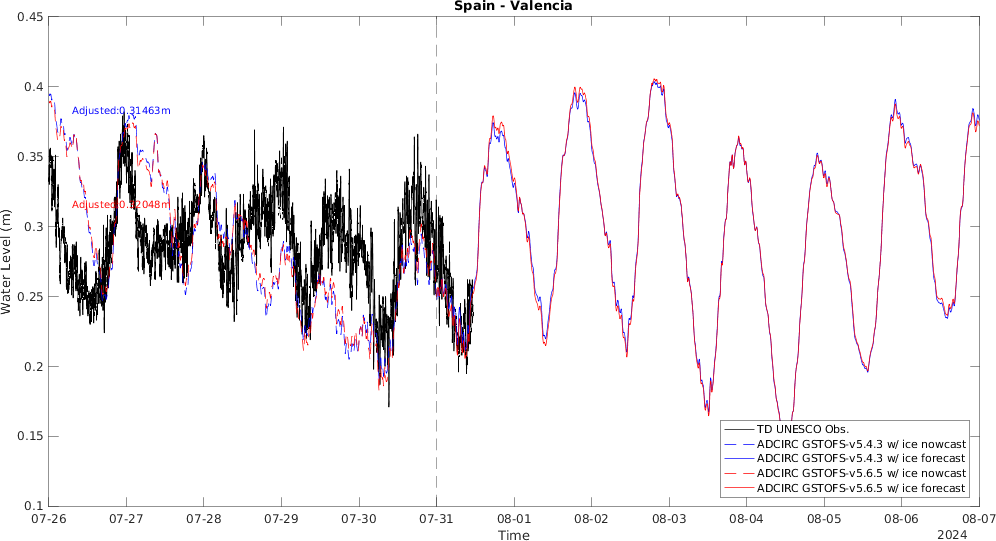 Spain - Valencia
0.45
0.4
0.35
0.3
0.25
0.2
0.15
0.1
Water Level (m)
Adjusted:0.31463m
Adjusted:0.32048m
TD UNESCO Obs.
ADCIRC GSTOFS-v5.4.3 w/ ice nowcast
ADCIRC GSTOFS-v5.4.3 w/ ice forecast
ADCIRC GSTOFS-v5.6.5 w/ ice nowcast
ADCIRC GSTOFS-v5.6.5 w/ ice forecast
07-26 07-27 07-28 07-29 07-30 07-31 08-01 08-02 08-03 08-04 08-05 08-06 08-07
Time
2024